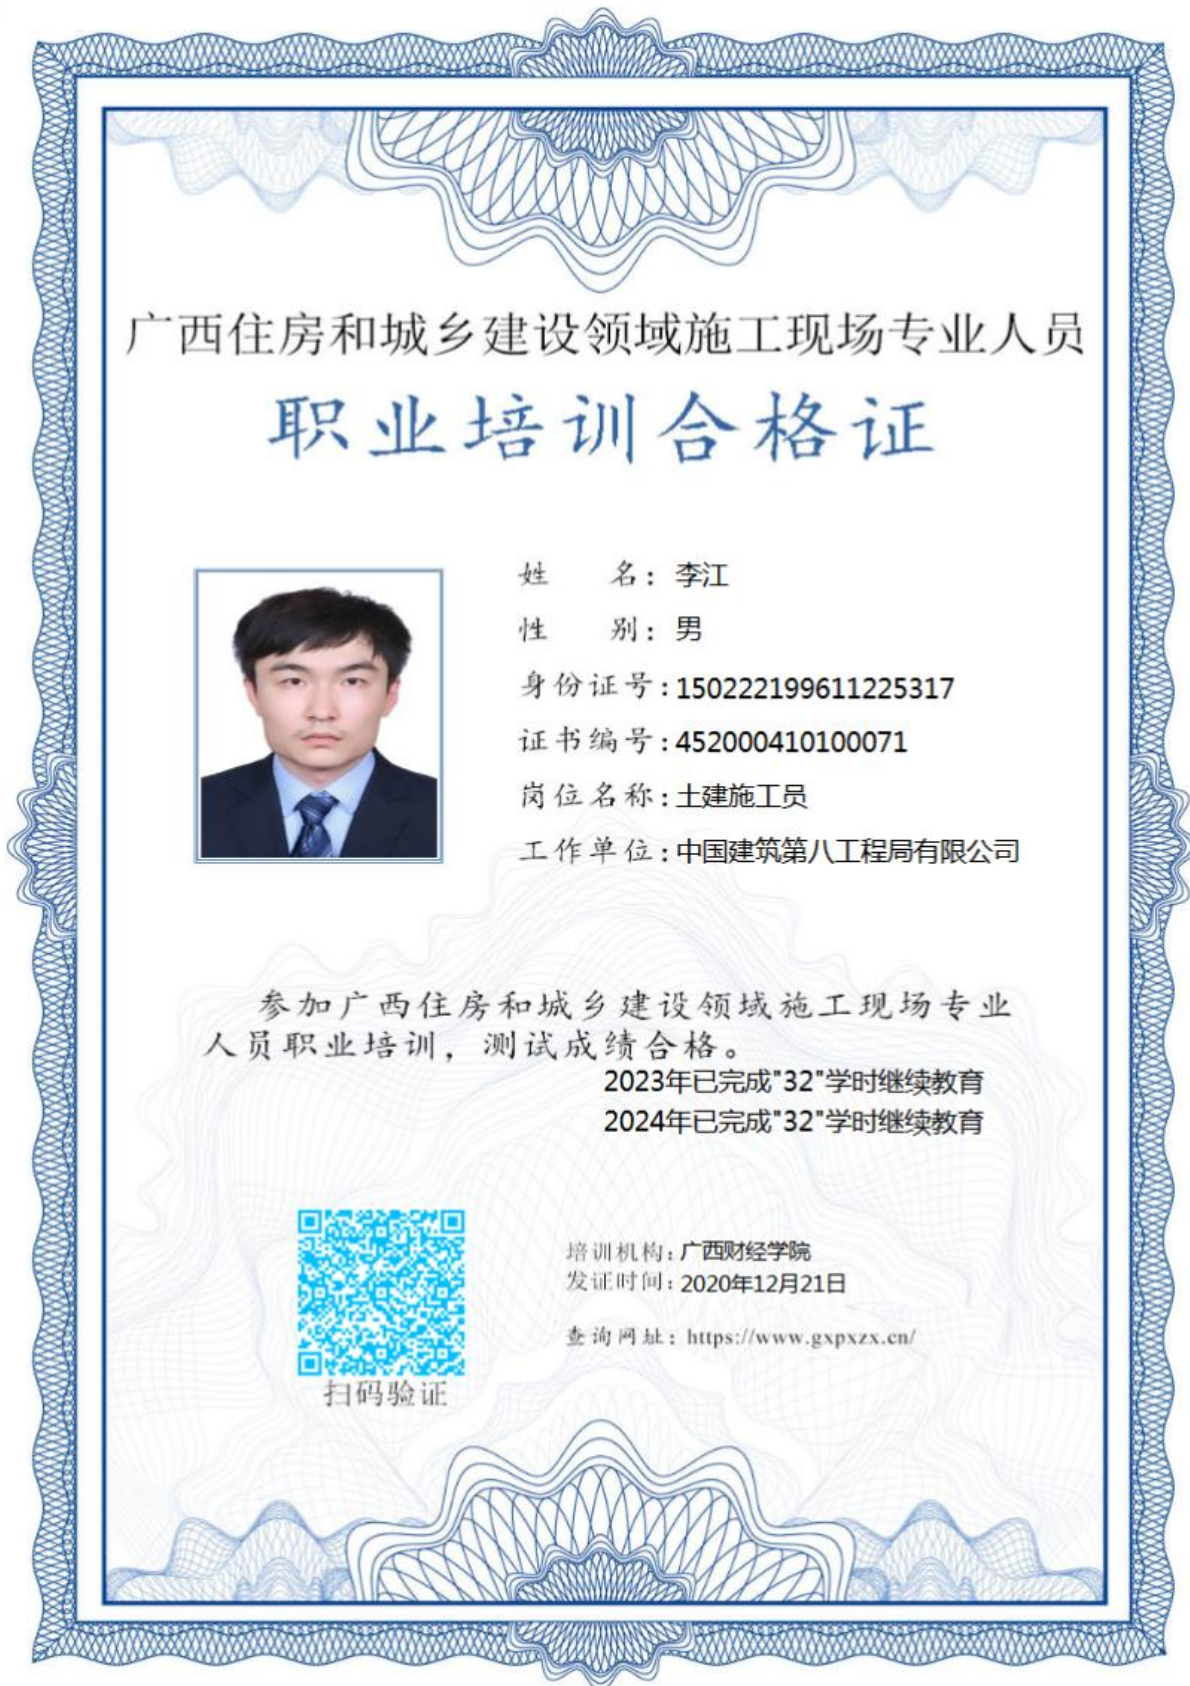 广西住房和城乡建设领域施工现场专业人员
职业培训合格证
姓 名：李江
性 别：男
身份证号：150222199611225317
证书编号：452000410100071
岗位名称：土建施工员
工作单位：中国建筑第八工程局有限公司
参加广西住房和城乡建设领域施工现场专业
人员职业培训，测试成绩合格。
2023年已完成"32"学时继续教育
2024年已完成"32"学时继续教育
培训机构：广西财经学院
发证时间：2020年12月21日
查询网址：https://www.gxpxzx.cn/
扫码验证